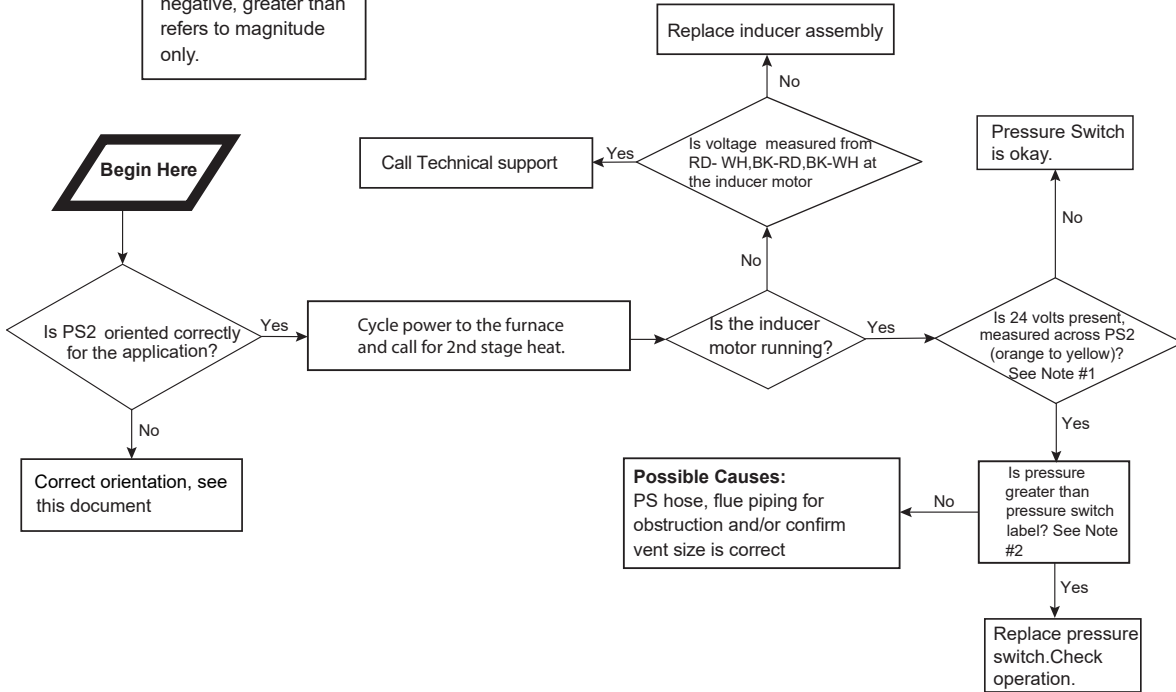 negative, greater than
refers to magnitude
only.
Replace inducer assembly
No
Begin Here
Call Technical support
Yes
Is voltage measured from
RD- WH,BK-RD,BK-WH at
the inducer motor
Pressure Switch
is okay.
No
No
Is PS2 oriented correctly
for the application?
Yes
Cycle power to the furnace
and call for 2nd stage heat.
Is the inducer
motor running?
Yes
Is 24 volts present,
measured across PS2
(orange to yellow)?
See Note #1
No
Yes
Correct orientation, see
this document
Possible Causes:
PS hose, flue piping for
obstruction and/or confirm
vent size is correct
No
Is pressure
greater than
pressure switch
label? See Note
#2
Yes
Replace pressure
switch.Check
operation.